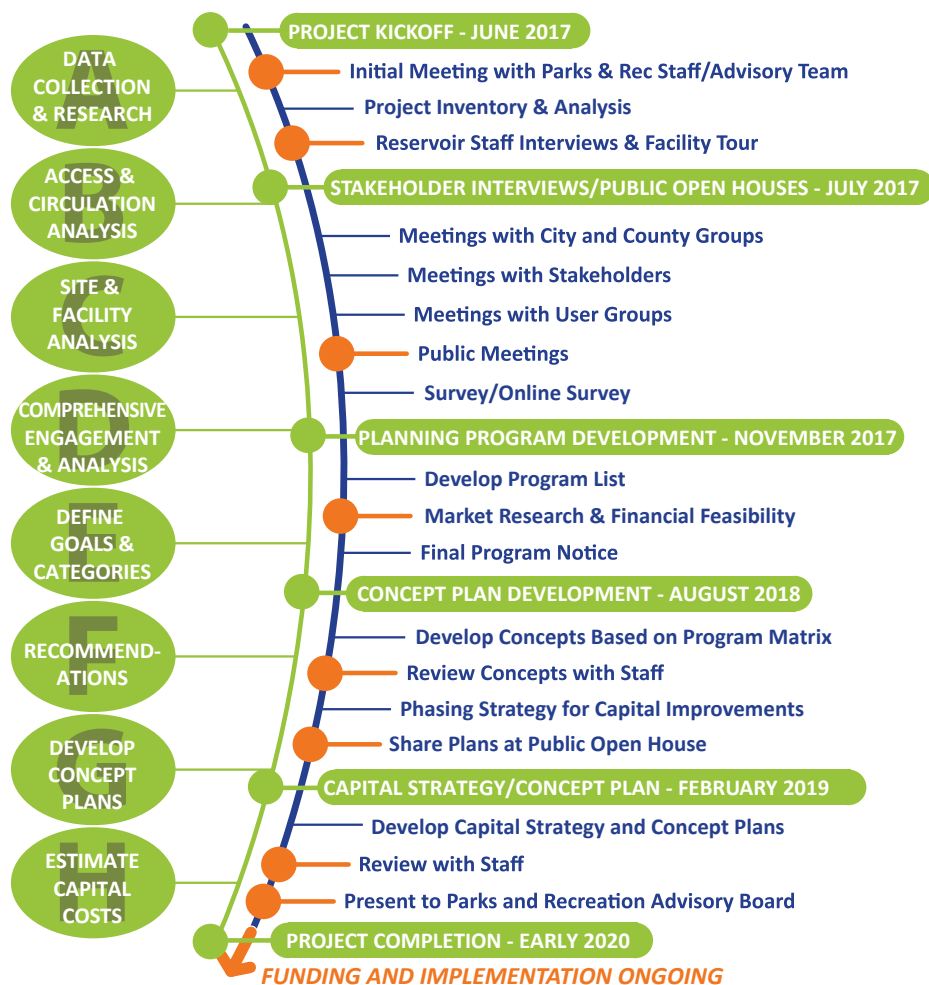 PROJECT KICKOFF - JUNE 2017
Initial Meeting with Parks & Rec Staff/Advisory Team
Project Inventory & Analysis
Reservoir Staff Interviews & Facility Tour
STAKEHOLDER INTERVIEWS/PUBLIC OPEN HOUSES - JULY 2017
Meetings with City and County Groups
Meetings with Stakeholders
Meetings with User Groups
Public Meetings
Survey/Online Survey
PLANNING PROGRAM DEVELOPMENT - NOVEMBER 2017
Develop Program List
Market Research & Financial Feasibility
Final Program Notice
CONCEPT PLAN DEVELOPMENT - AUGUST 2018
Develop Concepts Based on Program Matrix
Review Concepts with Staff
Phasing Strategy for Capital Improvements
Share Plans at Public Open House
CAPITAL STRATEGY/CONCEPT PLAN - FEBRUARY 2019
Develop Capital Strategy and Concept Plans
Review with Staff
Present to Parks and Recreation Advisory Board
PROJECT COMPLETION - EARLY 2020
FUNDING AND IMPLEMENTATION ONGOING
A
DATA
COLLECTION
& RESEARCH
B
ACCESS &
CIRCULATION
ANALYSIS
C
SITE &
FACILITY
ANALYSIS
D
COMPREHENSIVE
ENGAGEMENT
& ANALYSIS
E
DEFINE
GOALS &
CATEGORIES
F
RECOMMEND-
ATIONS
G
DEVELOP
CONCEPT
PLANS
H
ESTIMATE
CAPITAL
COSTS